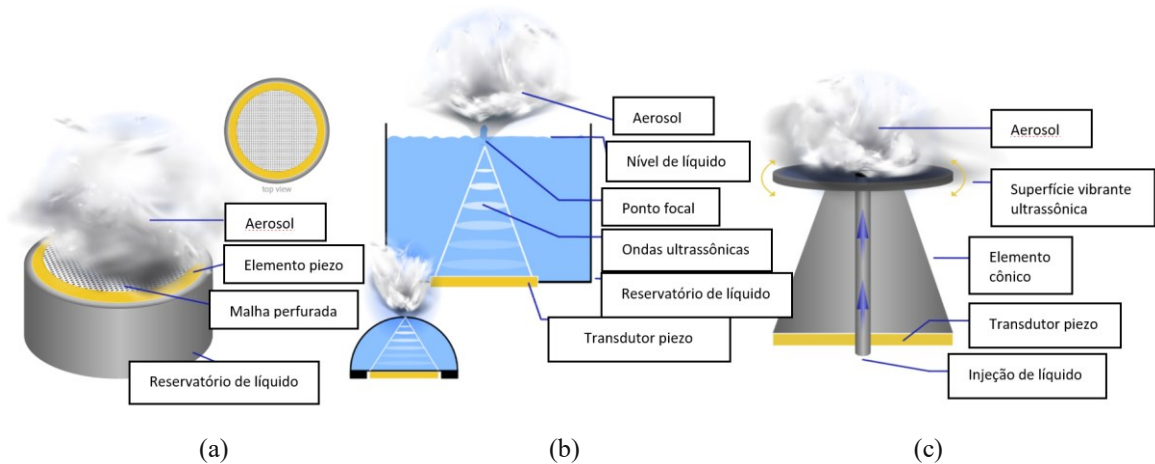 top view
Aerosol
Elemento piezo
Malha perfurada
Reservatório de líquido
(a)
Aerosol
Nível de líquido
Ponto focal
Ondas ultrassônicas
Reservatório de líquido
Transdutor piezo
(b)
Aerosol
Superfície vibrante
ultrassônica
Elemento
cônico
Transdutor piezo
Injeção de líquido
(c)